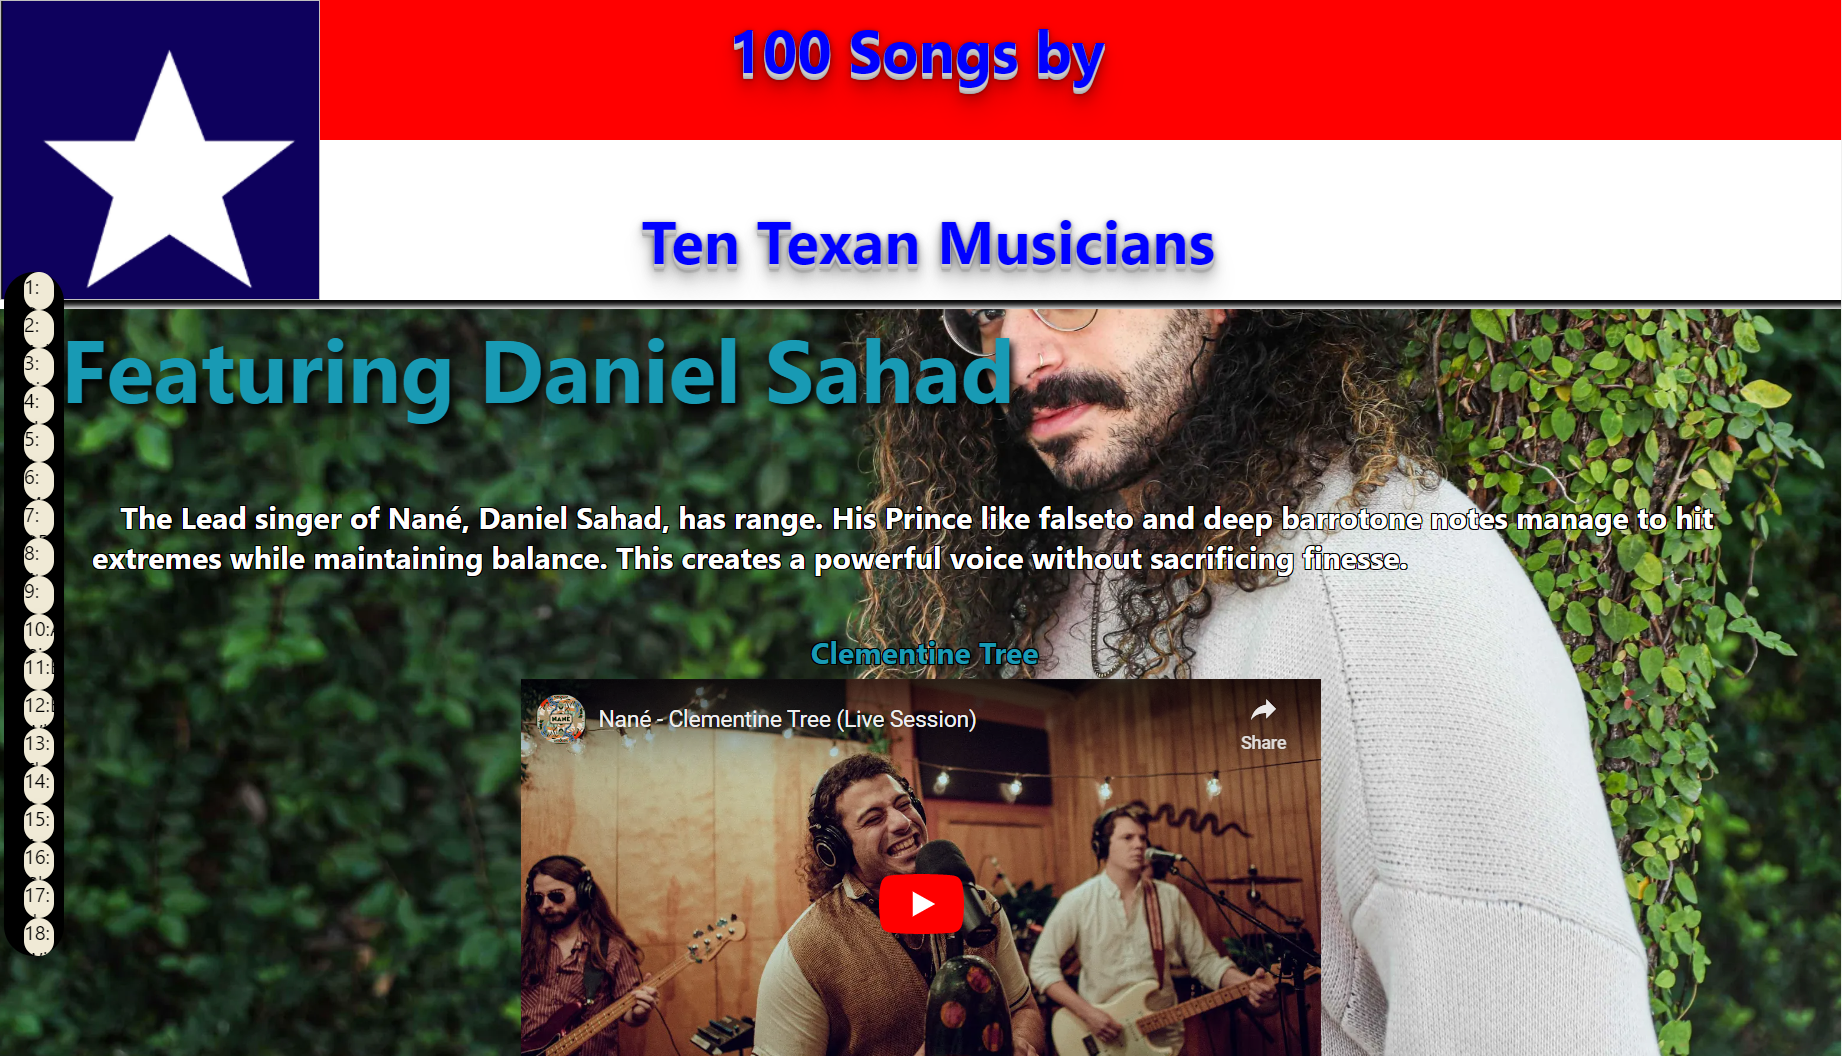 100 Songs by
Ten Texan Musicians
1:
2:
3:
4:
5:
6:
7:
8:
9:
10:
11:
12:
13:
14:
15:
16:
17:
18:
Featuring Daniel Sahad
The Lead singer of Nané, Daniel Sahad, has range. His Prince like falseto and deep barrotone notes manage to hit
extremes while maintaining balance. This creates a powerful voice without sacrificing finesse.
Clementine Tree
NANÉ
Nané - Clementine Tree (Live Session)
Share